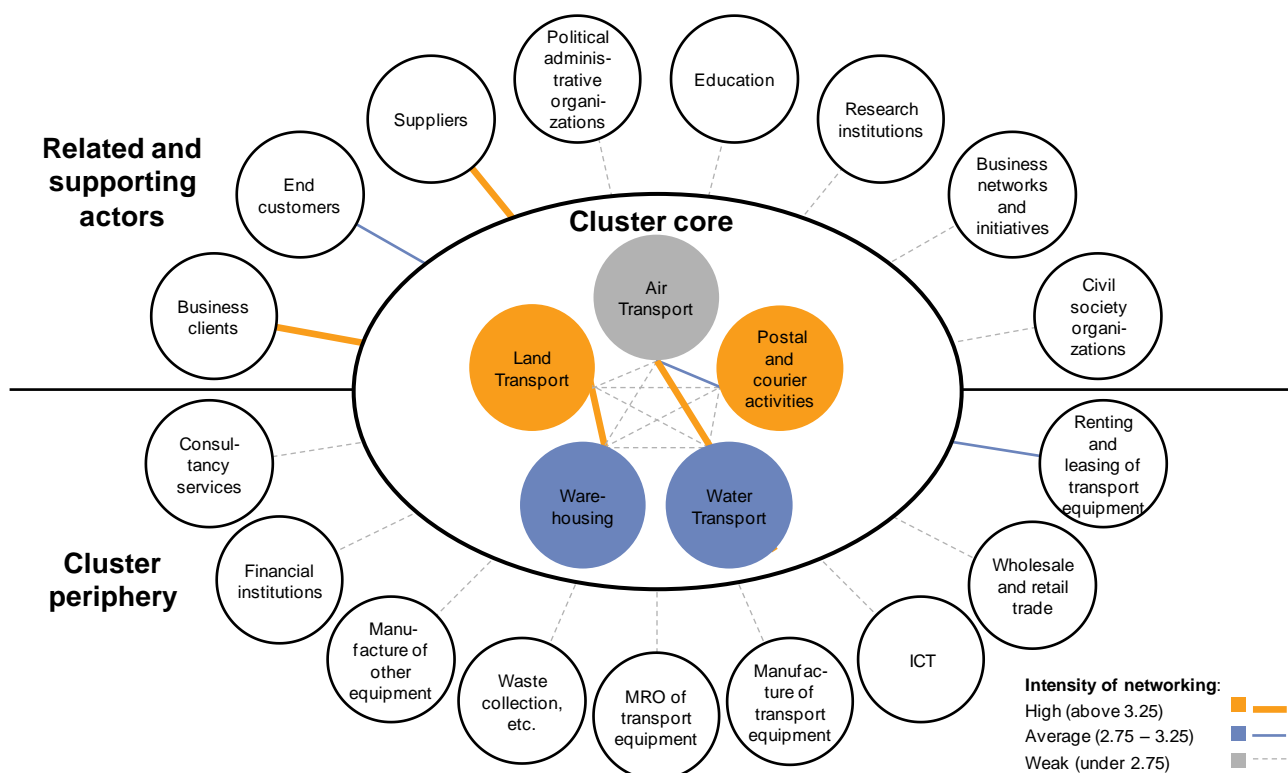 Political
adminis-
trative
organi-
zations
Education
Suppliers
Research
institutions
Related and
supporting
actors
End
customers
Business
networks
and
initiatives
Cluster core
Business
clients
Air
Transport
Civil
society
organi-
zations
Land
Transport
Postal
and
courier
activities
Consul-
tancy
services
Renting
and
leasing of
transport
equipment
Ware-
housing
Water
Transport
Cluster
periphery
Financial
institutions
Wholesale
and retail
trade
Manu-
facture of
other
equipment
Waste
collection,
etc.
MRO of
transport
equipment
Manufac-
ture of
transport
equipment
ICT
Intensity of networking:
High (above 3.25)
Average (2.75 – 3.25)
Weak (under 2.75)